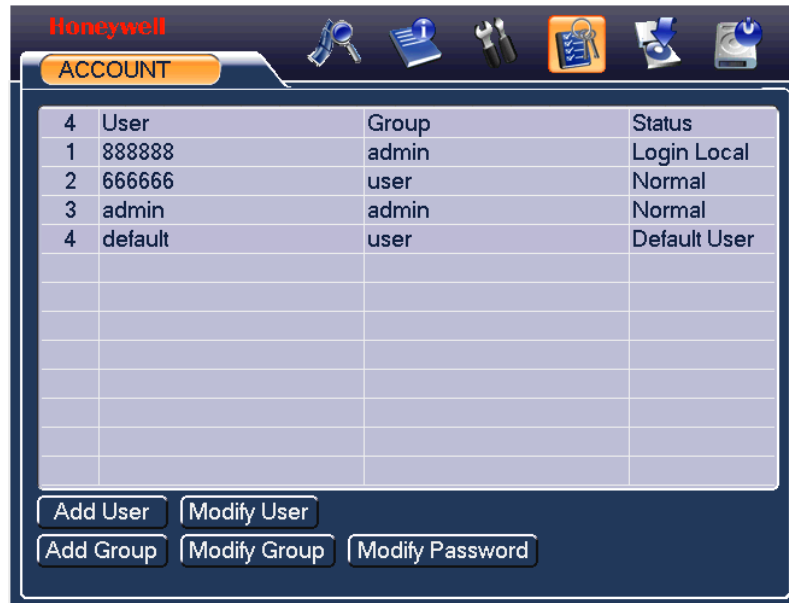 Honeywell
ACCOUNT
4 User Group Status
1 888888 admin Login Local
2 666666 user Normal
3 admin admin Normal
4 default user Default User
Add User Modify User
Add Group Modify Group Modify Password